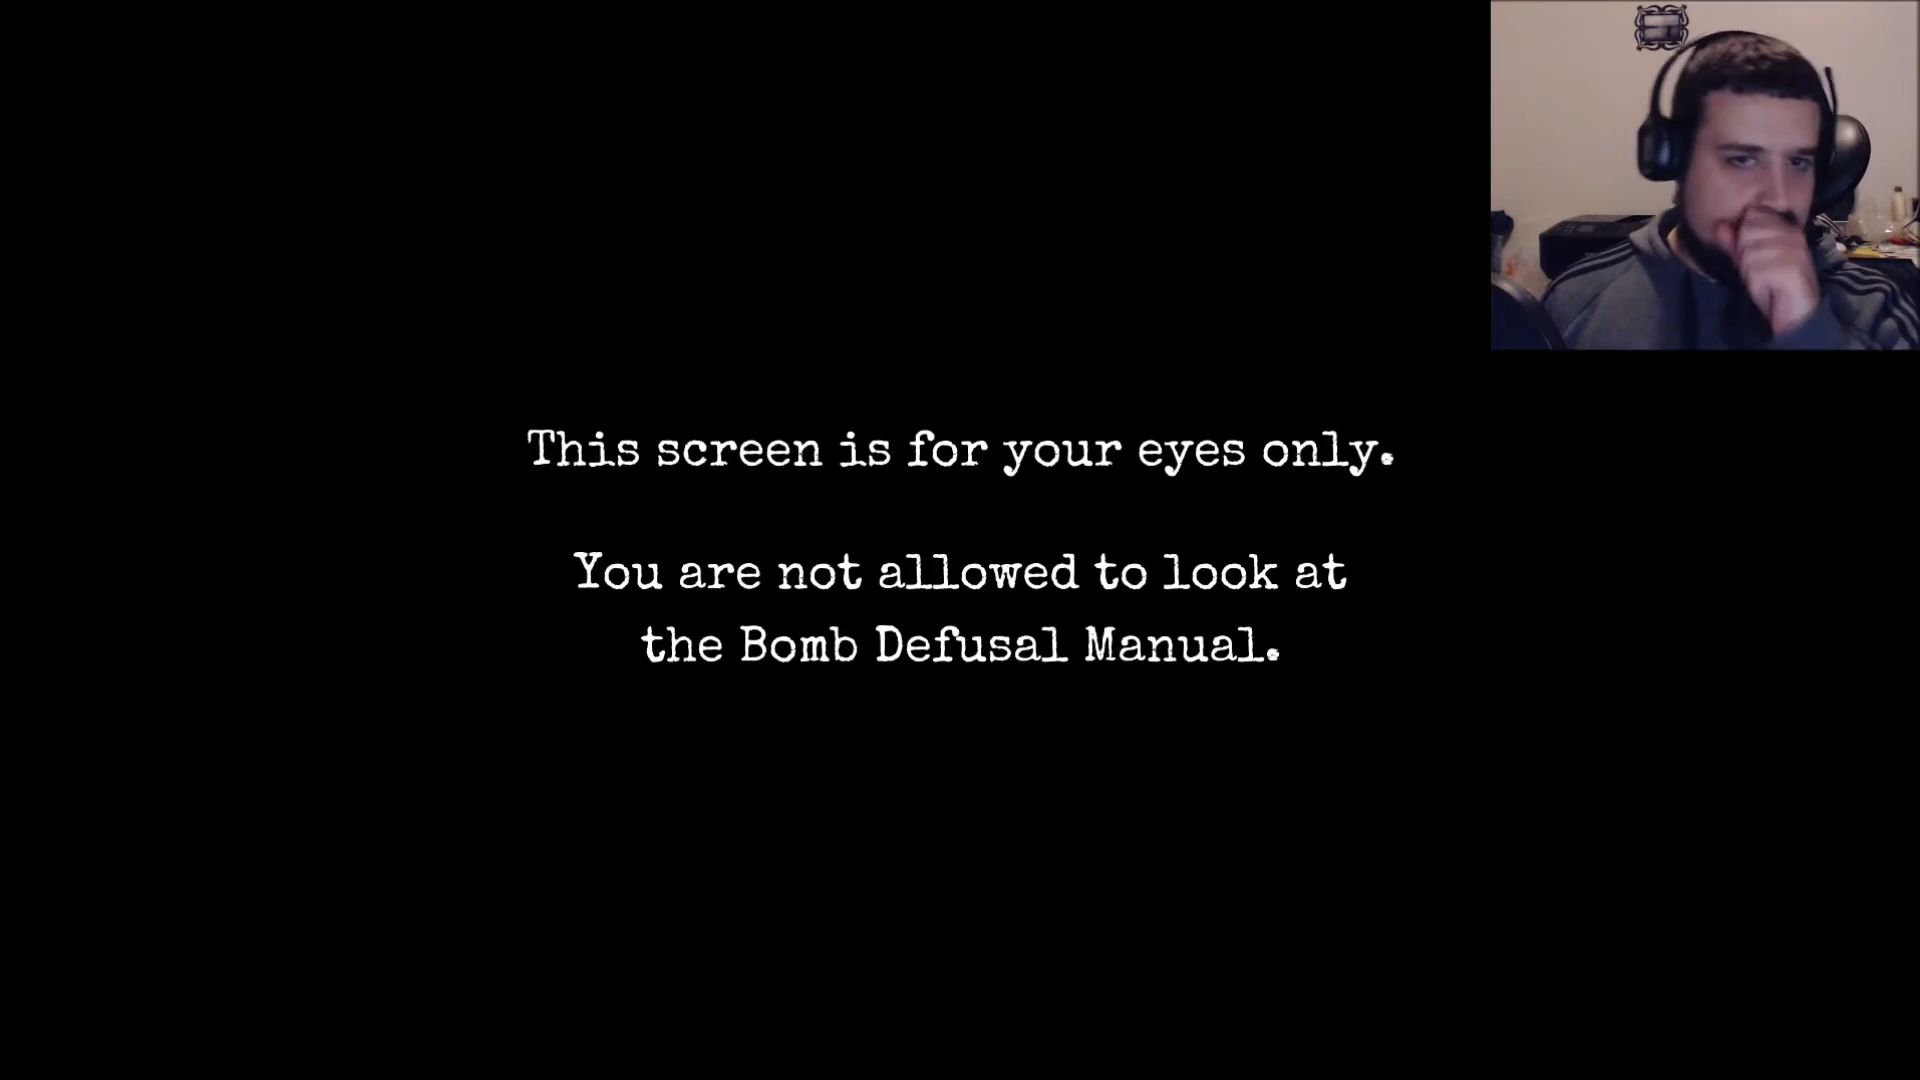 This screen is for your eyes only.
You are not allowed to look at
the Bomb Defusal Manual.